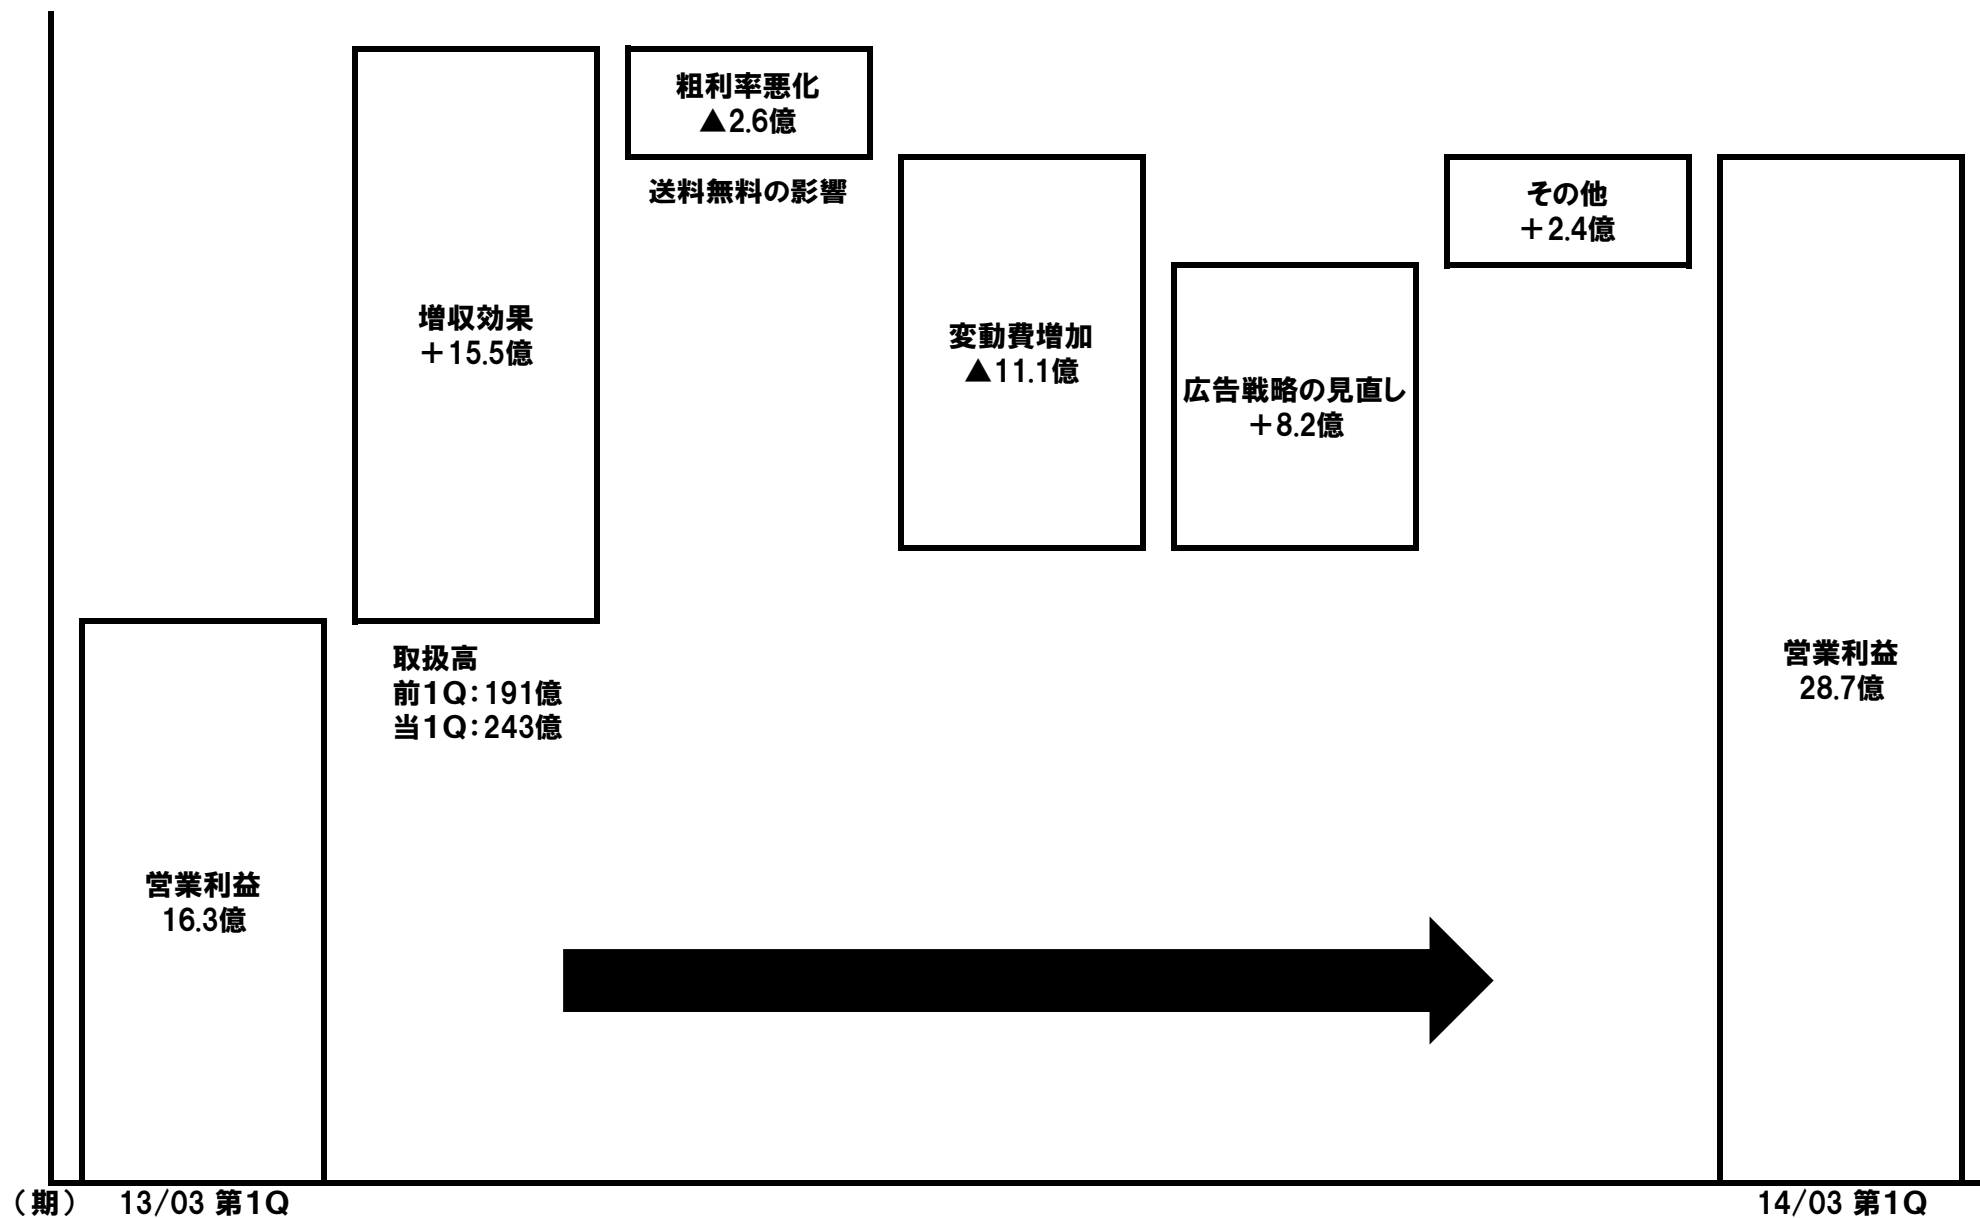 粗利率悪化
▲2.6億
送料無料の影響
その他
＋2.4億
増収効果
＋15.5億
変動費増加
▲11.1億
広告戦略の見直し
＋8.2億
取扱高
前１Ｑ：191億
当１Ｑ：243億
営業利益
28.7億
営業利益
16.3億
（期） 13/03 第１Ｑ
14/03 第１Ｑ